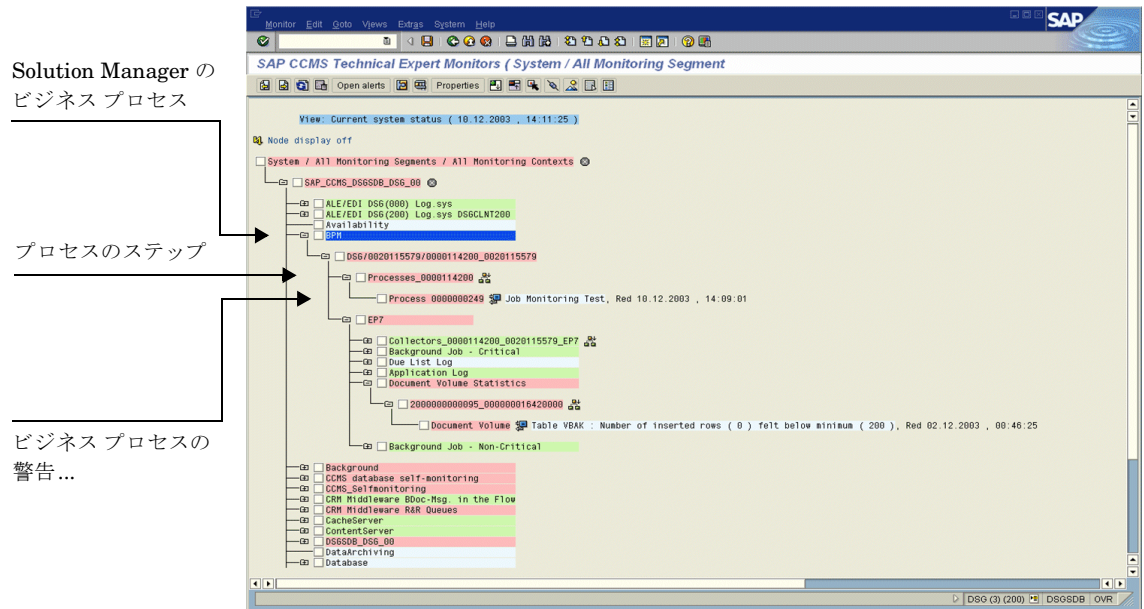 Monitor Edit Goto Views Extras System Help
SAP
SAP CCMS Technical Expert Monitors ( System / All Monitoring Segment
Open alerts Properties
Solution Manager の
ビジネス プロセス
View: Current system status ( 10.12.2003 , 14:11:25 )
Node display off
System / All Monitoring Segments / All Monitoring Contexts
SAP_CCMS_DSGSDB_DSG_00
ALE/EDI DSG(000) Log.sys
ALE/EDI DSG(200) Log.sys DSGCLNT200
Availability
BPM
プロセスのステップ
DSG/0020115579/0000114200_0020115579
Processes_0000114200
Process 0000000249 Job Monitoring Test, Red 10.12.2003 , 14:09:01
EP7
Collectors_0000114200_0020115579_EP7
Background Job - Critical
Due List Log
Application Log
Document Volume Statistics
2000000000095_000000016420000
Document Volume Table VBAK : Number of inserted rows ( 0 ) felt below minimum ( 200 ), Red 02.12.2003 , 00:46:25
Background Job - Non-Critical
ビジネス プロセスの
警告...
Background
CCMS database self-monitoring
CCMS_Selfmonitoring
CRM Middleware BDoc-Msg. in the Flow
CRM Middleware R&R Queues
CacheServer
ContentServer
DSGSDB_DSG_00
DataArchiving
Database
DSG (3) (200) DSGSDB OVR